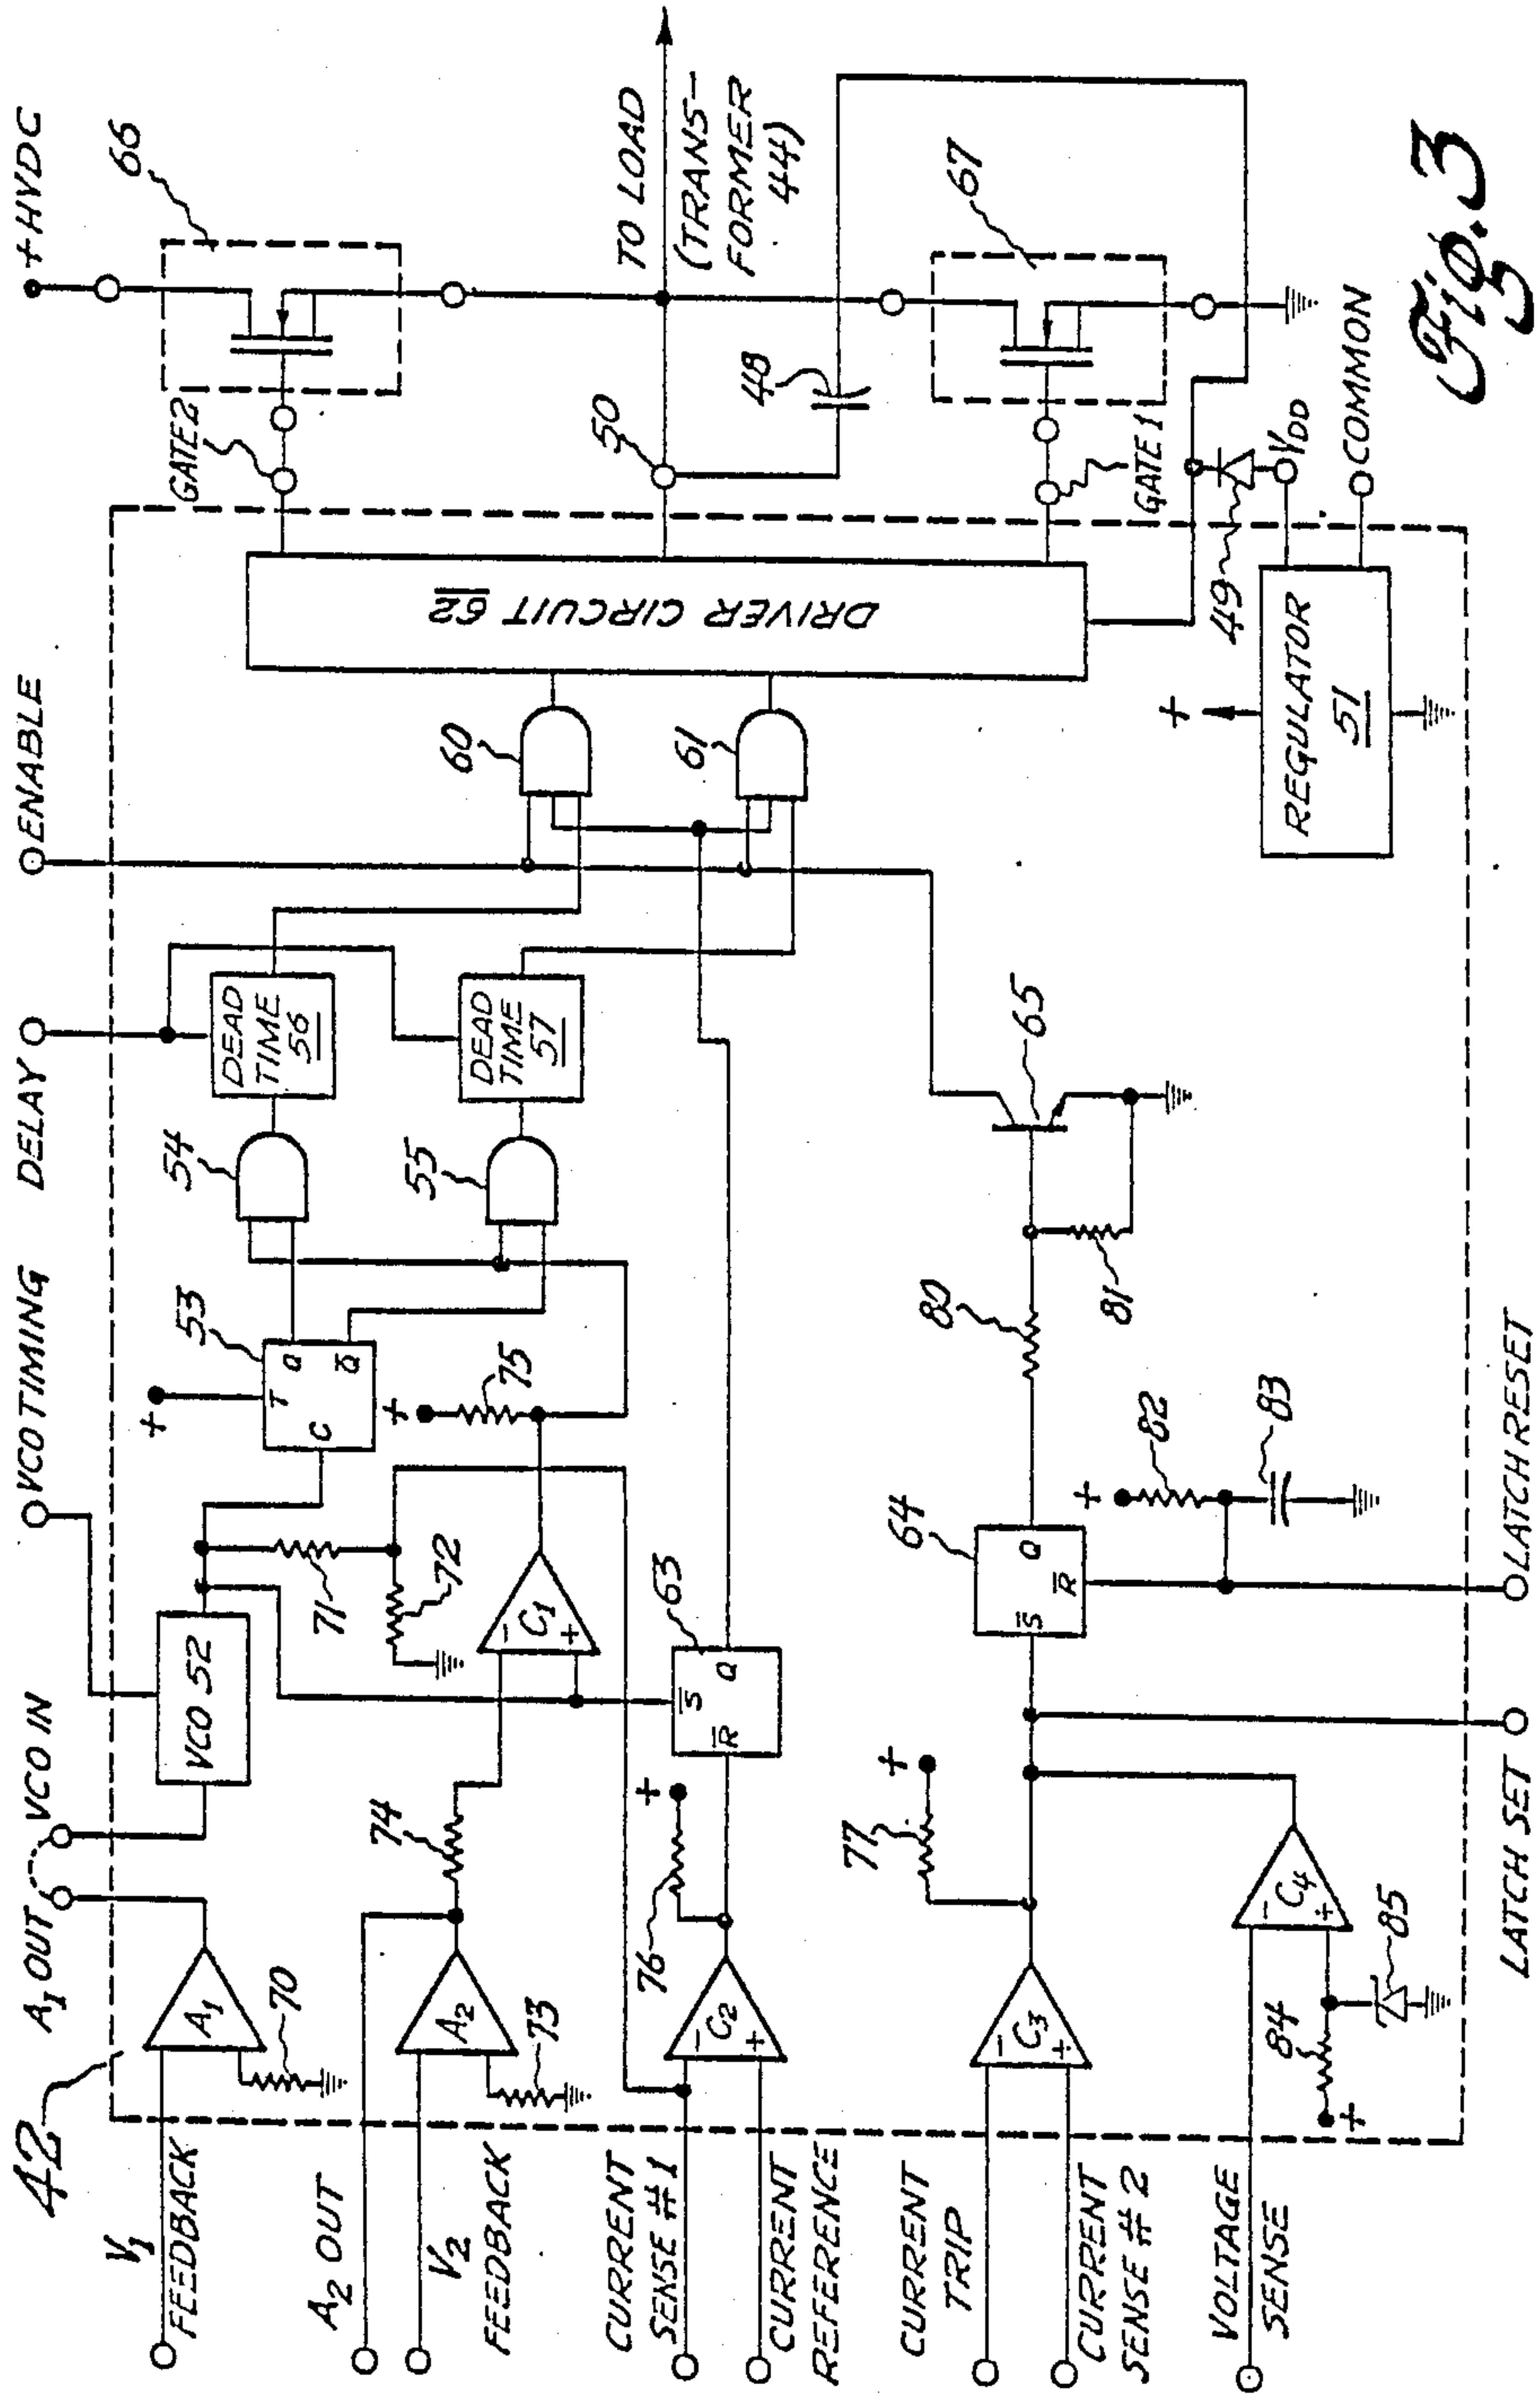 42
V1
FEEDBACK
A2 OUT
V2
FEEDBACK
CURRENT
SENSE #1
CURRENT
REFERENCE
CURRENT
TRIP
CURRENT
SENSE #2
VOLTAGE
SENSE
A1 OUT
VCO IN
VCO TIMING
DELAY
ENABLE
+HVDC
A1
70
VCO 52
+
53
T
C
Q
Q̅
54
55
DEAD
TIME
56
DEAD
TIME
57
60
61
DRIVER CIRCUIT 62
GATE 2
66
50
TO LOAD
(TRANS-
FORMER
44)
48
67
GATE 1
A2
73
74
71
72
-
C1
+
+
75
-
C2
+
76
+
63
S̅
R̅
Q
-
C3
+
77
+
64
S̅
R̅
Q
80
81
65
+
82
83
-
C4
+
84
+
85
49
VDD
COMMON
+
REGULATOR
51
LATCH SET
LATCH RESET
Fig. 3